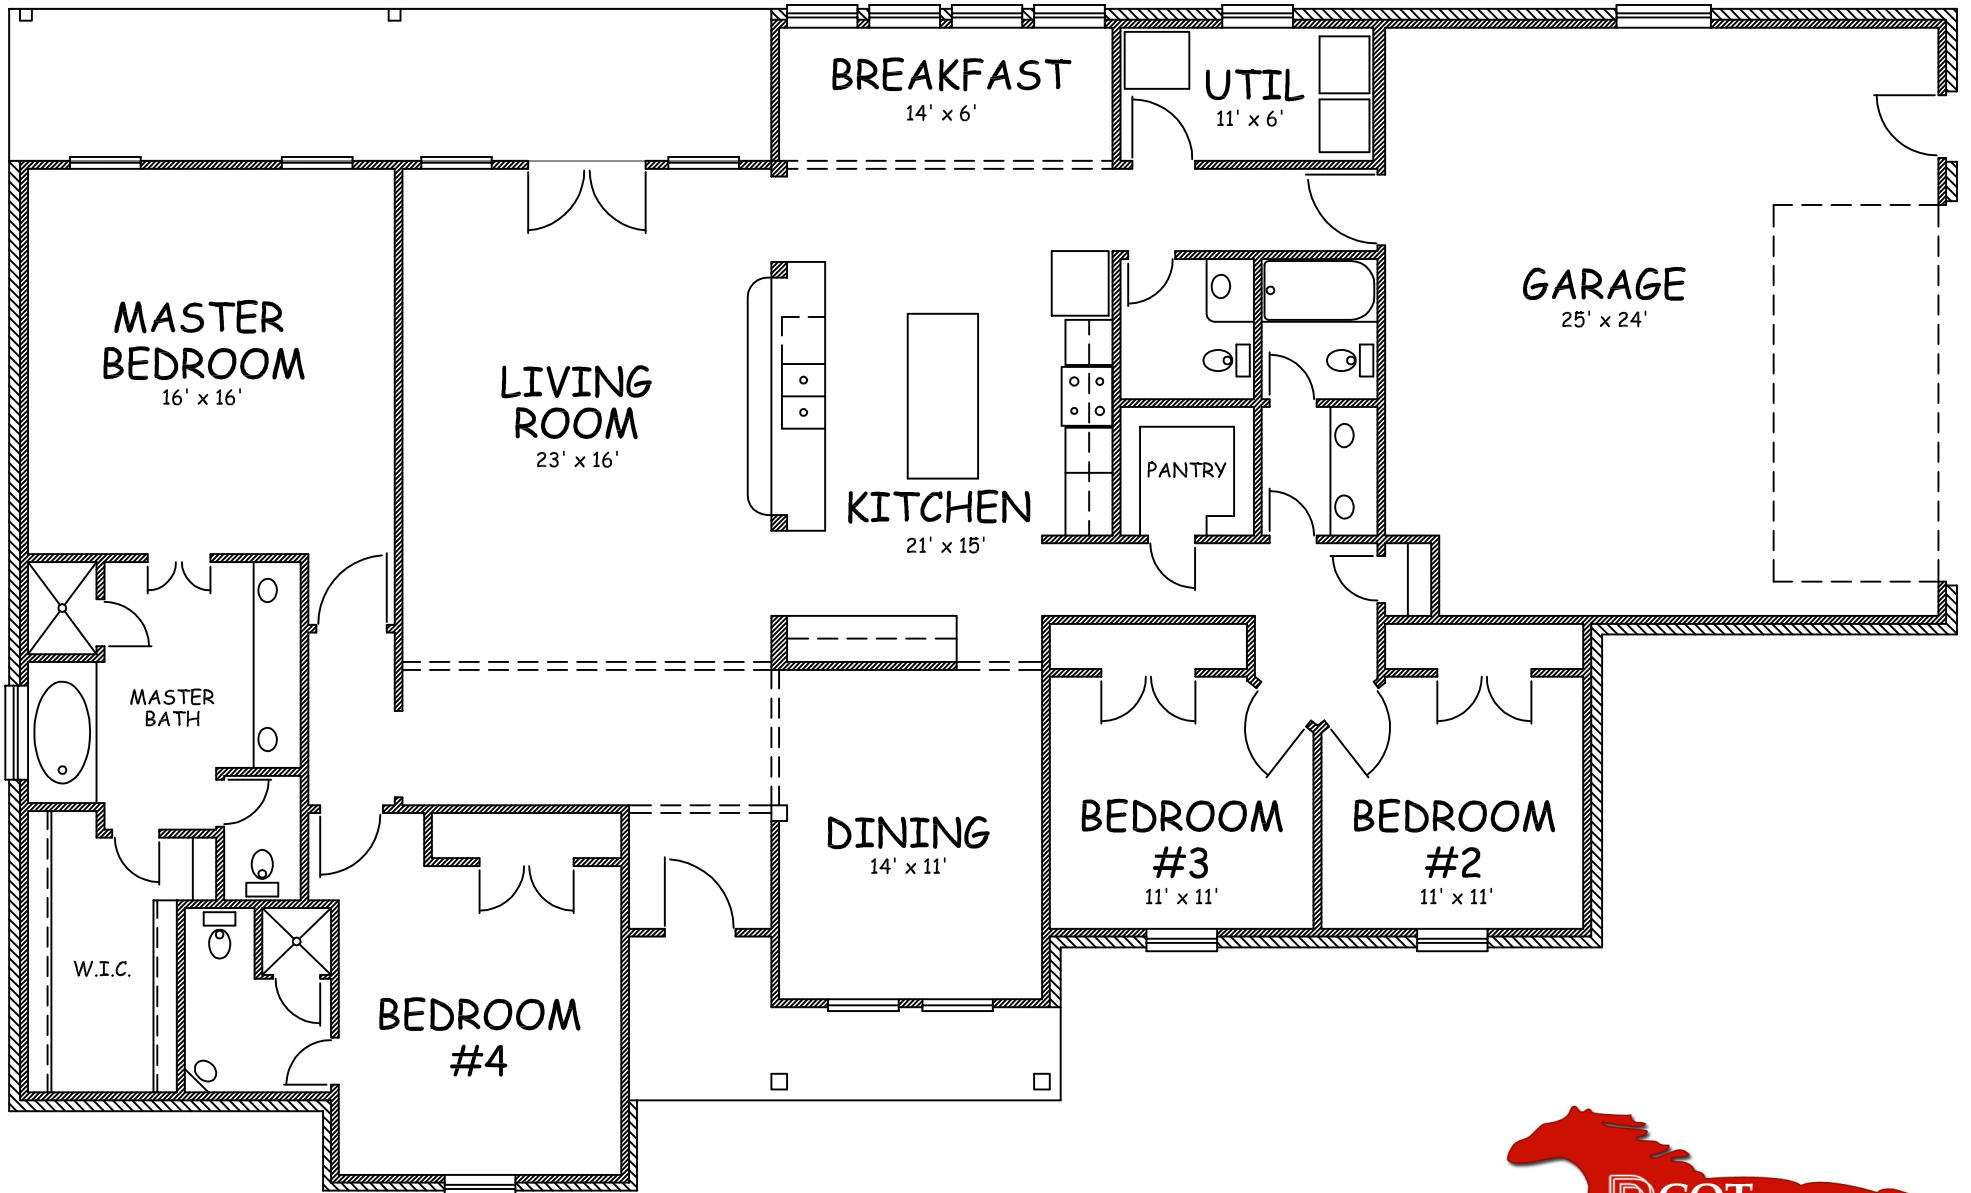 BREAKFAST
14' x 6'
UTIL
11' x 6'
MASTER
BEDROOM
16' x 16'
LIVING
ROOM
23' x 16'
KITCHEN
21' x 15'
PANTRY
GARAGE
25' x 24'
MASTER
BATH
W.I.C.
BEDROOM
#4
DINING
14' x 11'
BEDROOM
#3
11' x 11'
BEDROOM
#2
11' x 11'